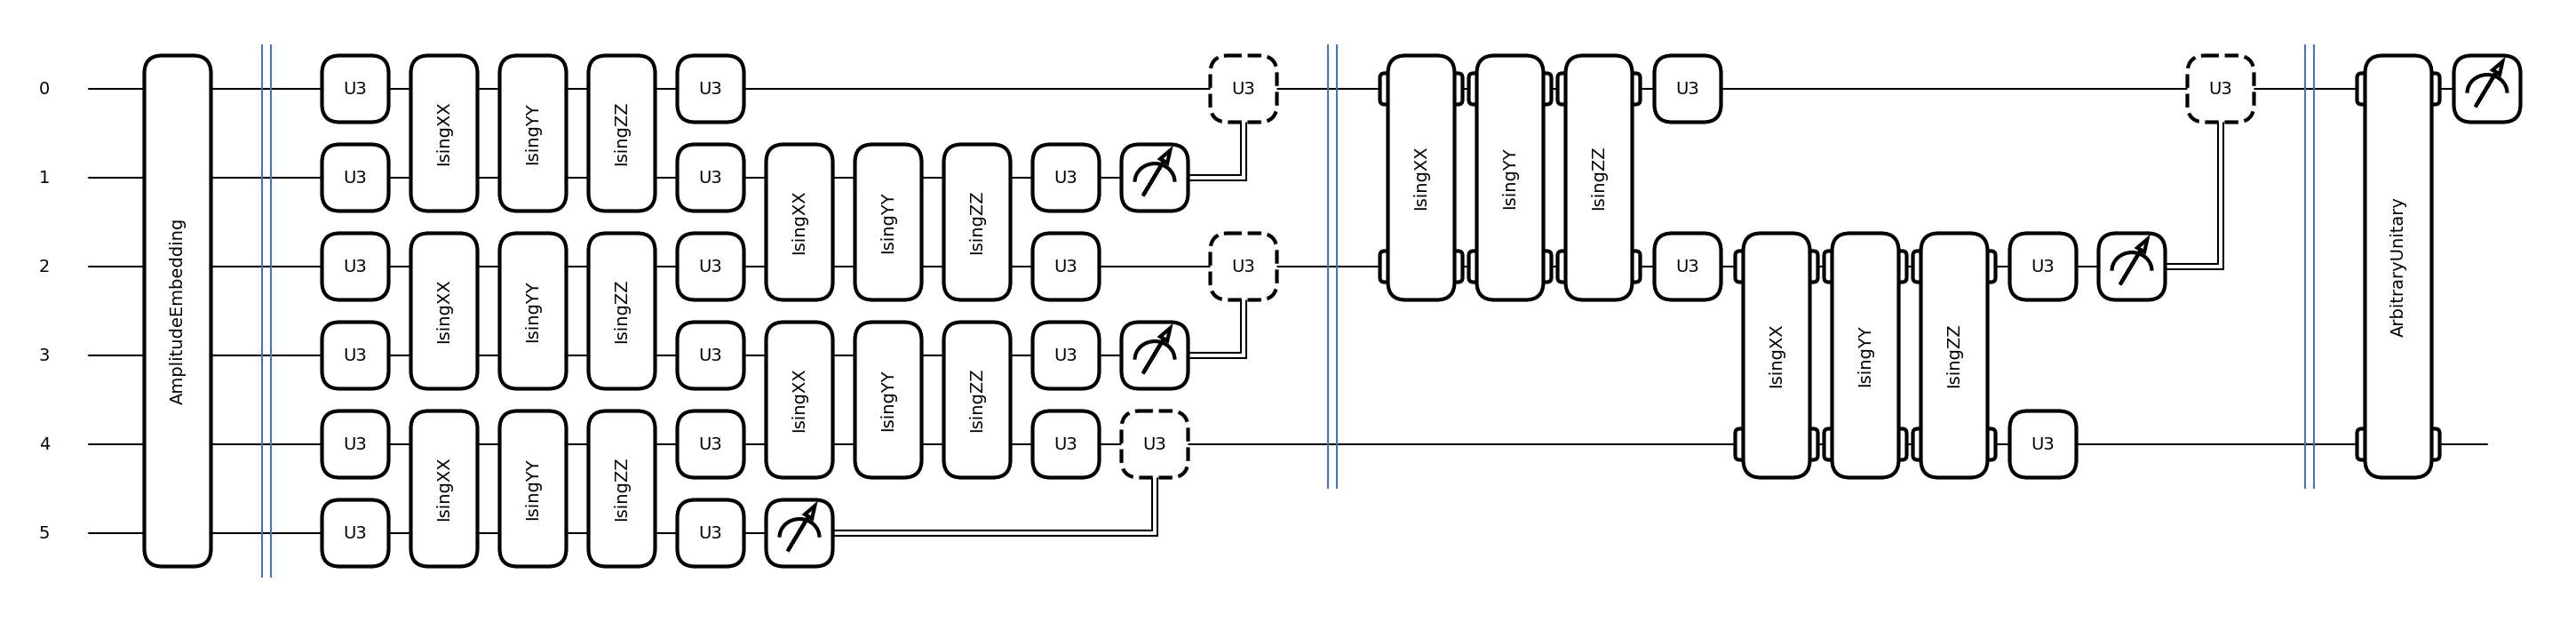 0 U3 U3 U3 U3 U3
1 U3 U3 U3
2 U3 U3 U3 U3 U3 U3
3 U3 U3 U3
4 U3 U3 U3 U3 U3
5 U3 U3
AmplitudeEmbedding
IsingXX IsingYY IsingZZ
IsingXX IsingYY IsingZZ
IsingXX IsingYY IsingZZ
IsingXX IsingYY IsingZZ
IsingXX IsingYY IsingZZ
IsingXX IsingYY IsingZZ
IsingXX IsingYY IsingZZ
ArbitraryUnitary